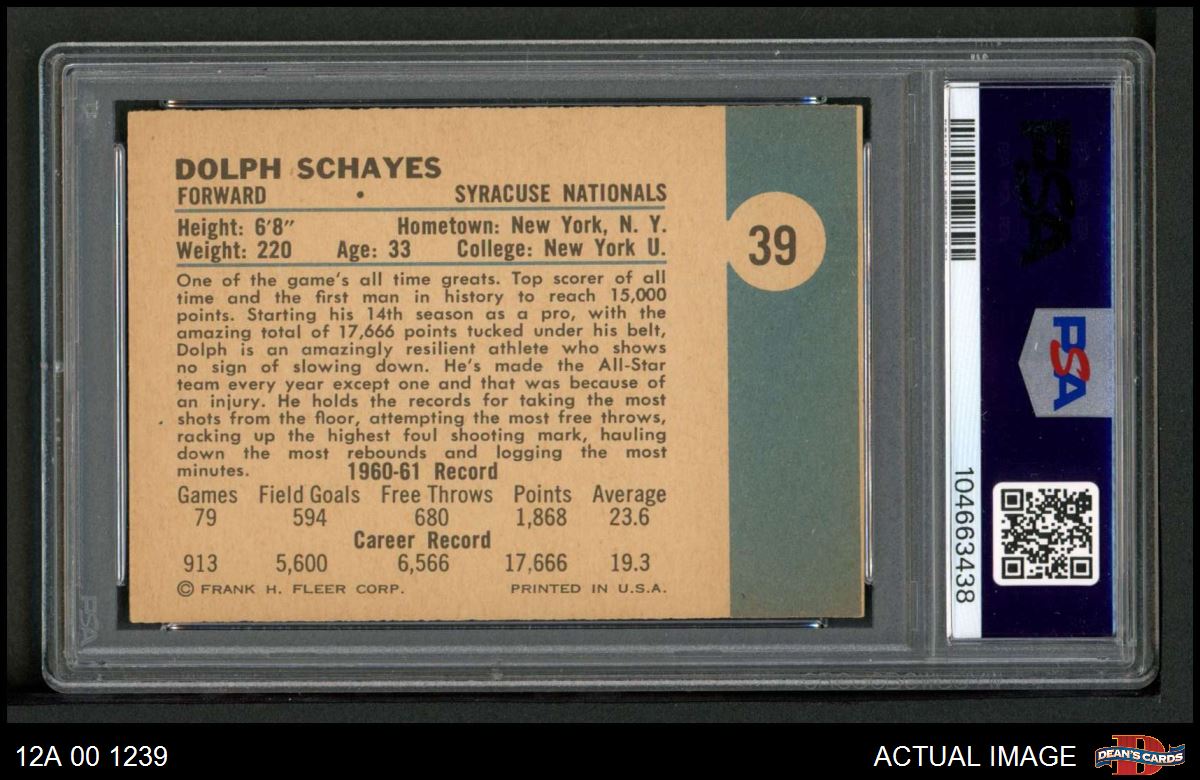 DOLPH SCHAYES
FORWARD • SYRACUSE NATIONALS
Height: 6'8" Hometown: New York, N. Y.
Weight: 220 Age: 33 College: New York U.
39
One of the game's all time greats. Top scorer of all
time and the first man in history to reach 15,000
points. Starting his 14th season as a pro, with the
amazing total of 17,666 points tucked under his belt,
Dolph is an amazingly resilient athlete who shows
no sign of slowing down. He's made the All-Star
team every year except one and that was because of
an injury. He holds the records for taking the most
shots from the floor, attempting the most free throws,
racking up the highest foul shooting mark, hauling
down the most rebounds and logging the most
minutes. 1960-61 Record
Games Field Goals Free Throws Points Average
79 594 680 1,868 23.6
Career Record
913 5,600 6,566 17,666 19.3
© FRANK H. FLEER CORP. PRINTED IN U.S.A.
PSA
PSA
104663438
PSA
12A 00 1239
ACTUAL IMAGE
DEAN'S CARDS